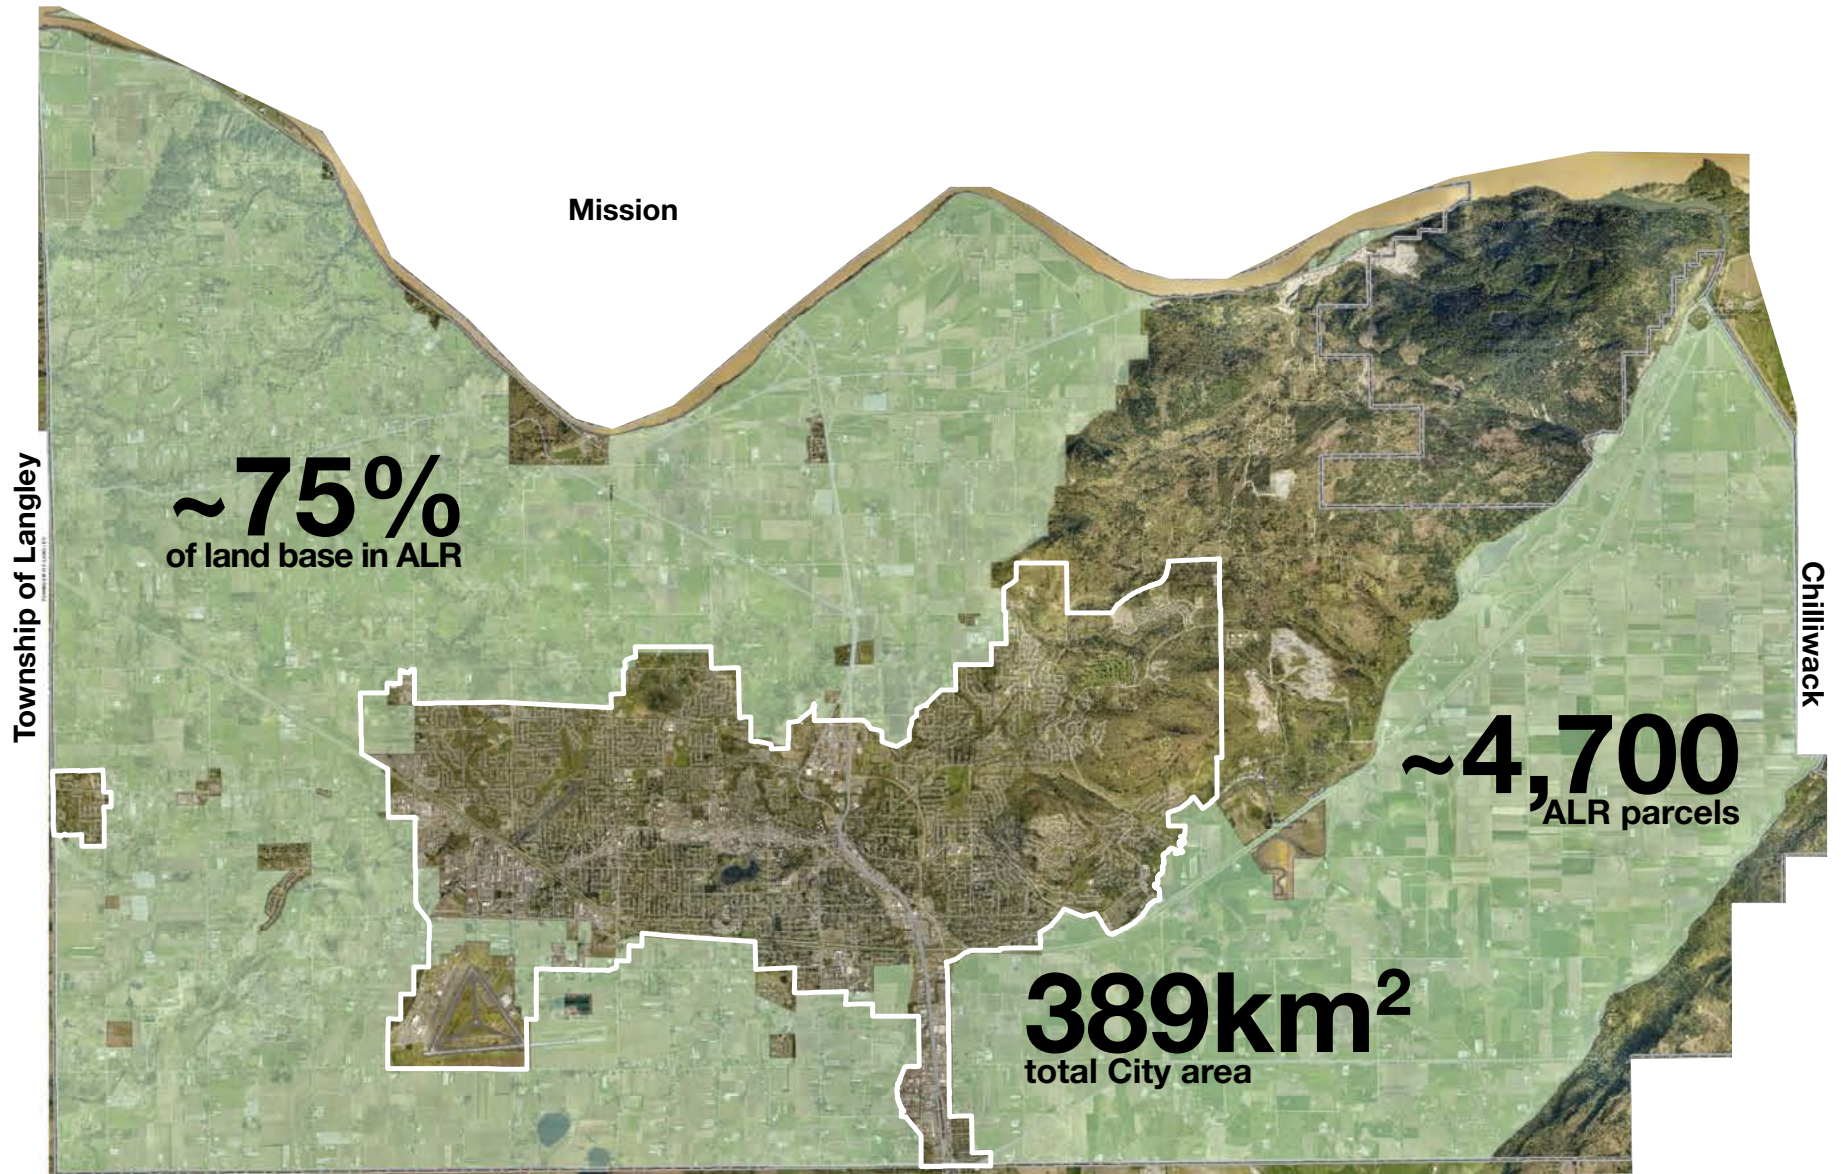 Mission
Township of Langley
~75%
of land base in ALR
Chilliwack
~4,700
ALR parcels
389km²
total City area